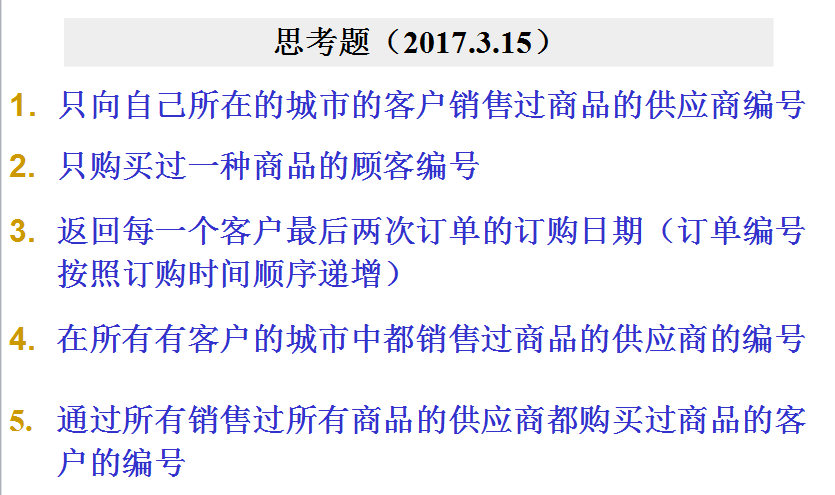 思考题（2017.3.15）
1. 只向自己所在的城市的客户销售过商品的供应商编号
2. 只购买过一种商品的顾客编号
3. 返回每一个客户最后两次订单的订购日期（订单编号
按照订购时间顺序递增）
4. 在所有有客户的城市中都销售过商品的供应商的编号
5. 通过所有销售过所有商品的供应商都购买过商品的客
户的编号